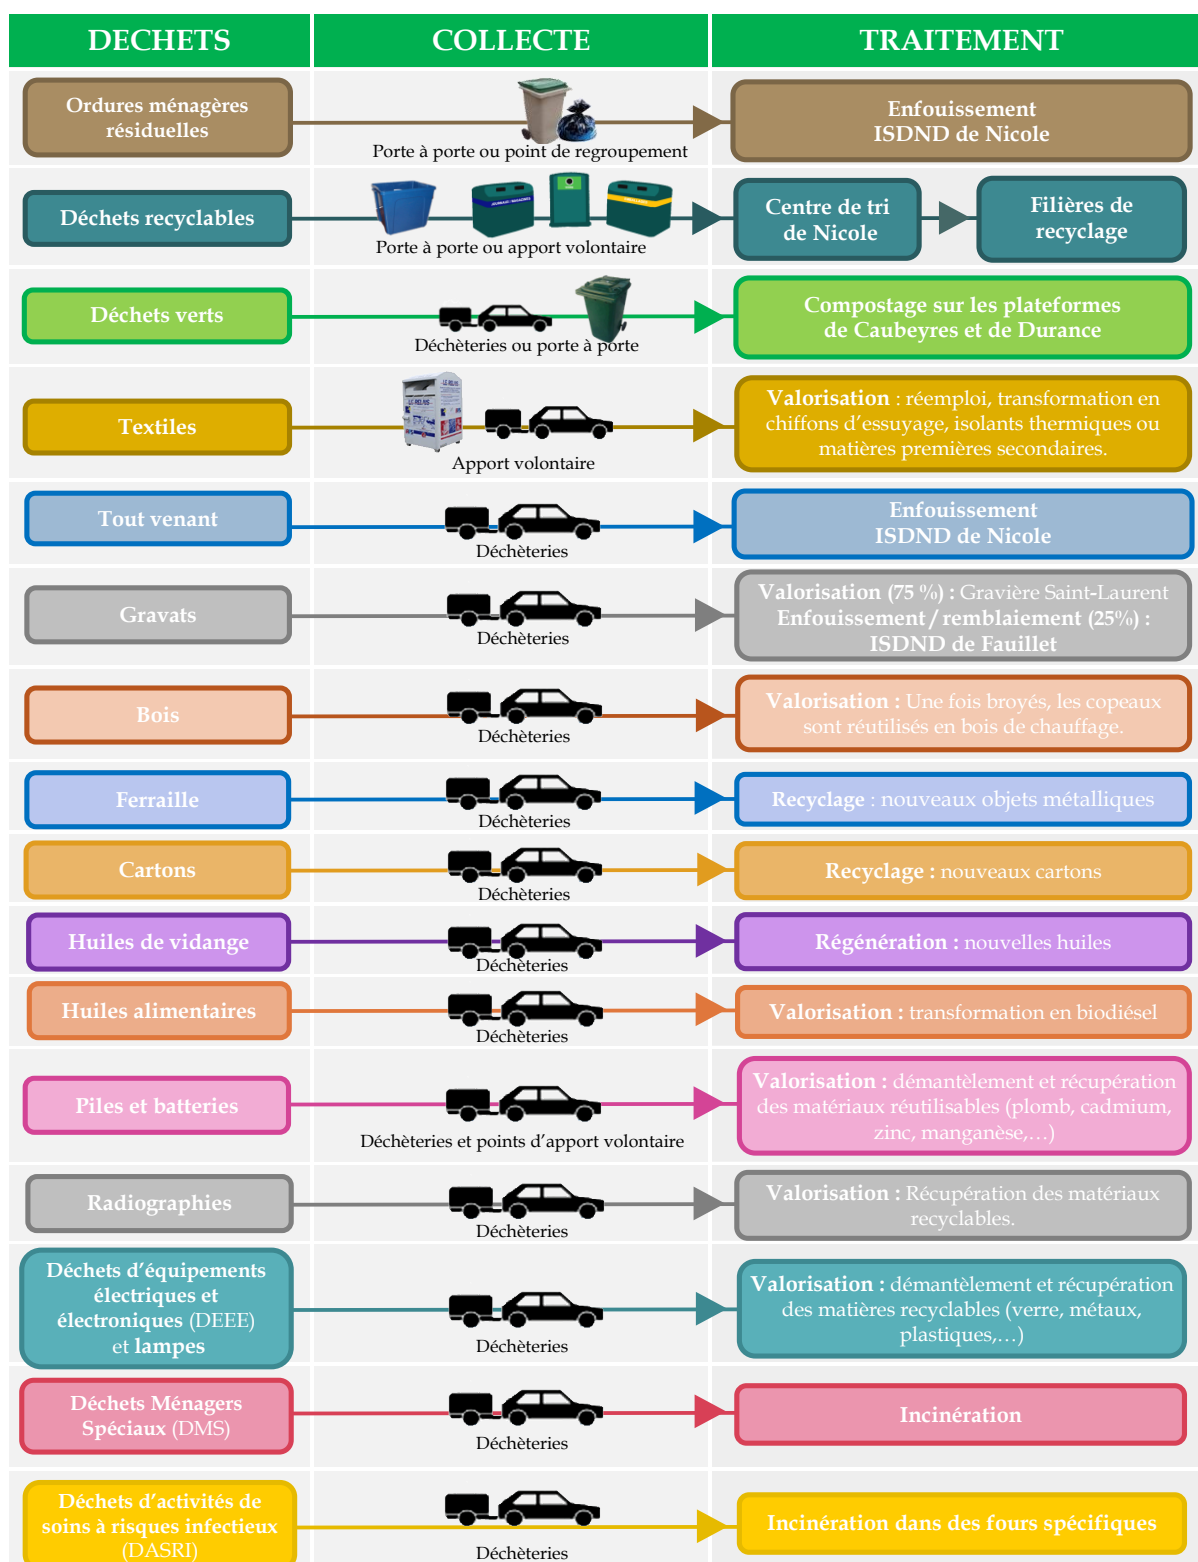 DECHETS
COLLECTE
TRAITEMENT
Ordures ménagères
résiduelles
Porte à porte ou point de regroupement
Enfouissement
ISDND de Nicole
Déchets recyclables
Porte à porte ou apport volontaire
Centre de tri
de Nicole
Filières de
recyclage
Déchets verts
Déchèteries ou porte à porte
Compostage sur les plateformes
de Caubeyres et de Durance
Textiles
Apport volontaire
Valorisation : réemploi, transformation en
chiffons d’essuyage, isolants thermiques ou
matières premières secondaires.
Tout venant
Déchèteries
Enfouissement
ISDND de Nicole
Gravats
Déchèteries
Valorisation (75 %) : Gravière Saint-Laurent
Enfouissement / remblaiement (25%) :
ISDND de Fauillet
Bois
Déchèteries
Valorisation : Une fois broyés, les copeaux
sont réutilisés en bois de chauffage.
Ferraille
Déchèteries
Recyclage : nouveaux objets métalliques
Cartons
Déchèteries
Recyclage : nouveaux cartons
Huiles de vidange
Déchèteries
Régénération : nouvelles huiles
Huiles alimentaires
Déchèteries
Valorisation : transformation en biodiésel
Piles et batteries
Déchèteries et points d’apport volontaire
Valorisation : démantèlement et récupération
des matériaux réutilisables (plomb, cadmium,
zinc, manganèse,…)
Radiographies
Déchèteries
Valorisation : Récupération des matériaux
recyclables.
Déchets d’équipements
électriques et
électroniques (DEEE)
et lampes
Déchèteries
Valorisation : démantèlement et récupération
des matières recyclables (verre, métaux,
plastiques,…)
Déchets Ménagers
Spéciaux (DMS)
Déchèteries
Incinération
Déchets d’activités de
soins à risques infectieux
(DASRI)
Déchèteries
Incinération dans des fours spécifiques